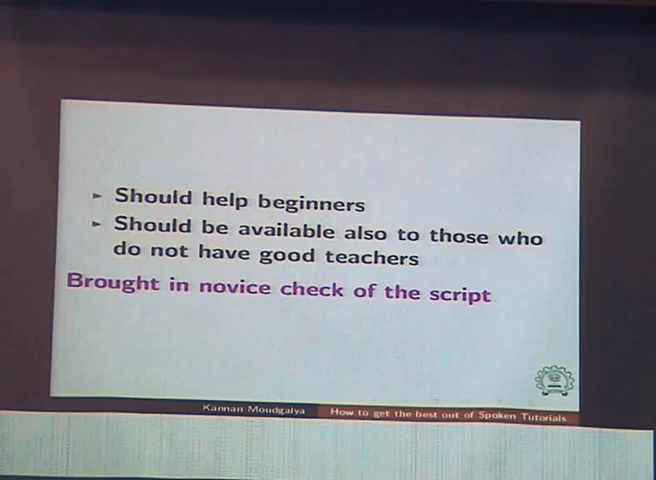 ► Should help beginners
► Should be available also to those who
do not have good teachers
Brought in novice check of the script
Kannan Moudgalya How to get the best out of Spoken Tutorials